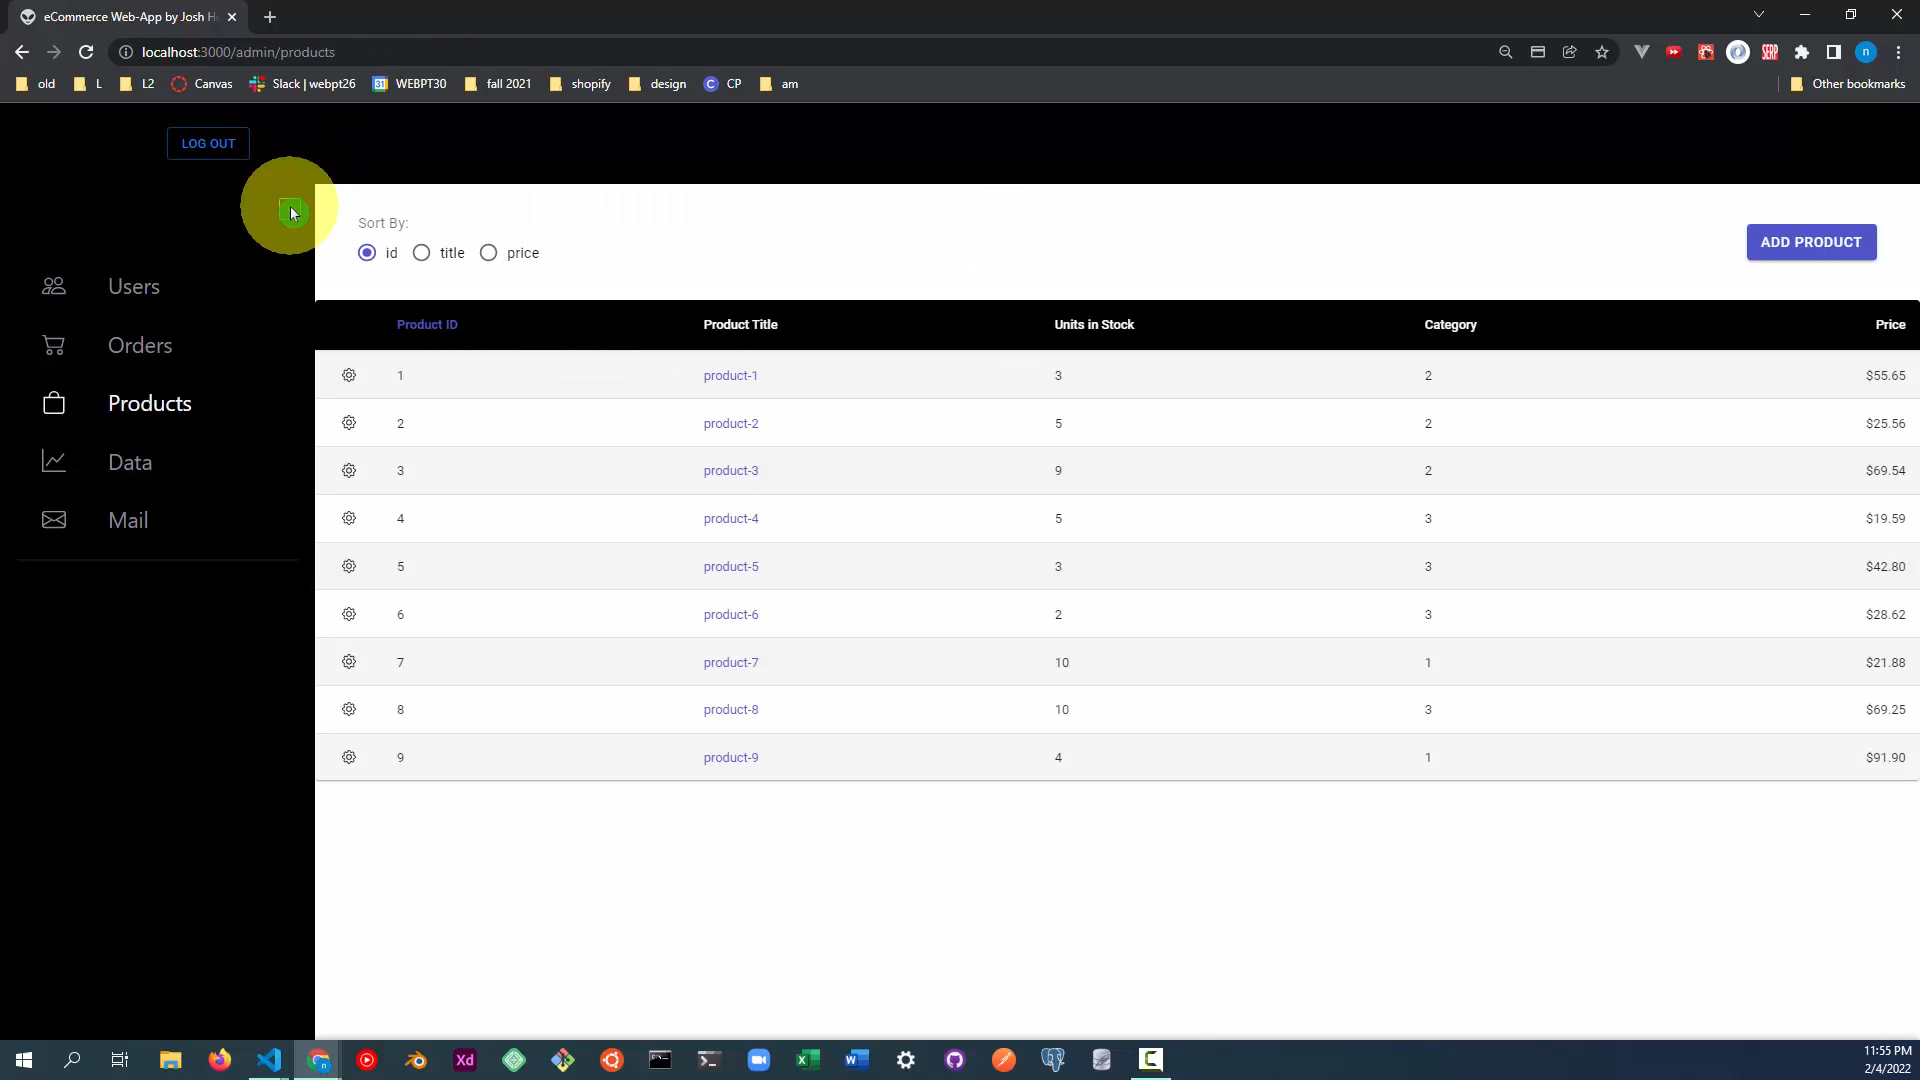 eCommerce Web-App by Josh H
localhost:3000/admin/products
n
old L L2 Canvas Slack | webpt26 31 WEBPT30 fall 2021 shopify design C CP am Other bookmarks
LOG OUT
Sort By:
id title price
ADD PRODUCT
Users
Orders
Products
Data
Mail
Product ID Product Title Units in Stock Category Price
1 product-1 3 2 $55.65
2 product-2 5 2 $25.56
3 product-3 9 2 $69.54
4 product-4 5 3 $19.59
5 product-5 3 3 $42.80
6 product-6 2 3 $28.62
7 product-7 10 1 $21.88
8 product-8 10 3 $69.25
9 product-9 4 1 $91.90
Xd
11:55 PM
2/4/2022